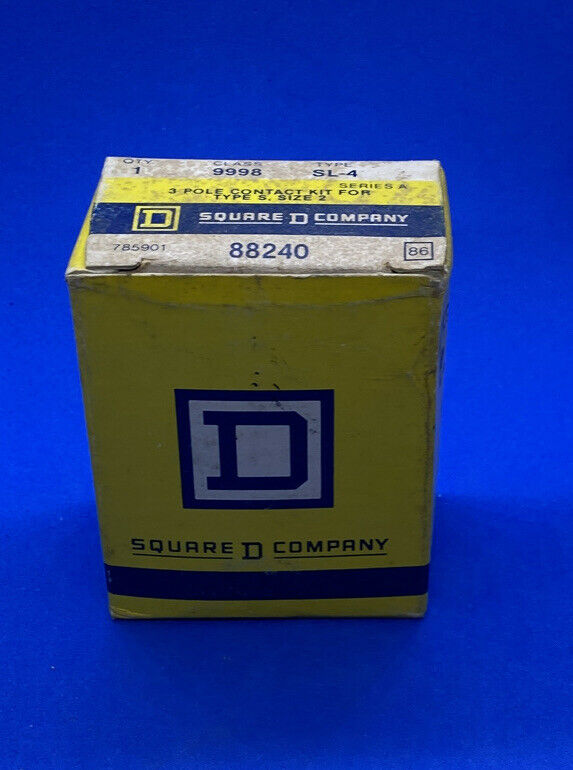 QTY. CLASS TYPE
1 9998 SL-4
SERIES A
3 POLE CONTACT KIT FOR
TYPE S, SIZE 2
D SQUARE D COMPANY
785901 88240 86
D
SQUARE D COMPANY